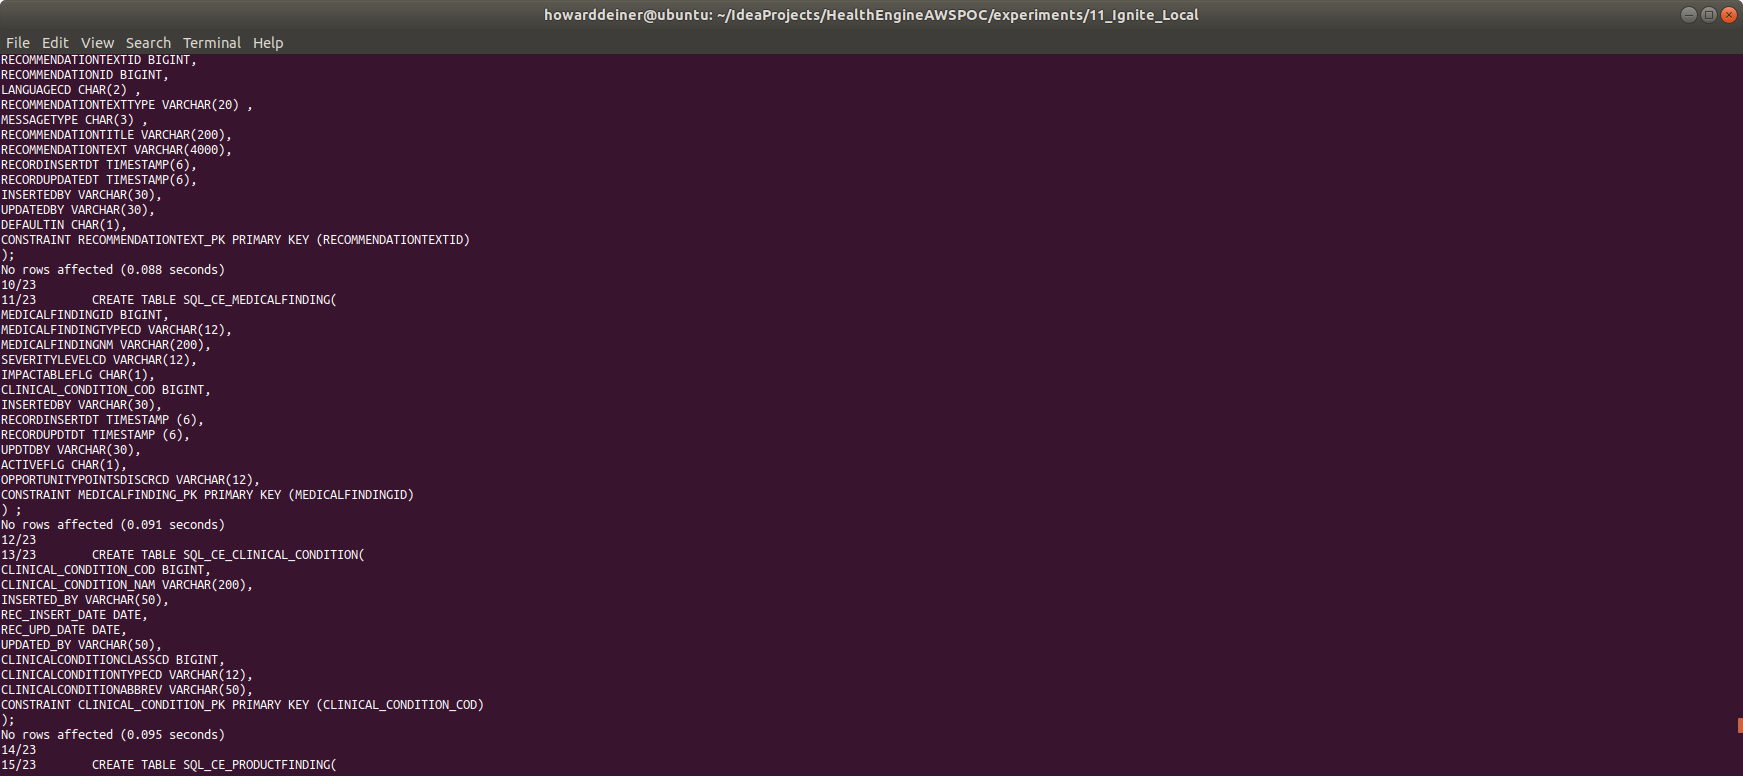 howarddeiner@ubuntu: ~/IdeaProjects/HealthEngineAWSPOC/experiments/11_Ignite_Local
File Edit View Search Terminal Help
RECOMMENDATIONTEXTID BIGINT,
RECOMMENDATIONID BIGINT,
LANGUAGECD CHAR(2) ,
RECOMMENDATIONTEXTTYPE VARCHAR(20) ,
MESSAGETYPE CHAR(3) ,
RECOMMENDATIONTITLE VARCHAR(200),
RECOMMENDATIONTEXT VARCHAR(4000),
RECORDINSERTDT TIMESTAMP(6),
RECORDUPDATEDT TIMESTAMP(6),
INSERTEDBY VARCHAR(30),
UPDATEDBY VARCHAR(30),
DEFAULTIN CHAR(1),
CONSTRAINT RECOMMENDATIONTEXT_PK PRIMARY KEY (RECOMMENDATIONTEXTID)
);
No rows affected (0.088 seconds)
10/23
11/23        CREATE TABLE SQL_CE_MEDICALFINDING(
MEDICALFINDINGID BIGINT,
MEDICALFINDINGTYPECD VARCHAR(12),
MEDICALFINDINGNM VARCHAR(200),
SEVERITYLEVELCD VARCHAR(12),
IMPACTABLEFLG CHAR(1),
CLINICAL_CONDITION_COD BIGINT,
INSERTEDBY VARCHAR(30),
RECORDINSERTDT TIMESTAMP (6),
RECORDUPDTDT TIMESTAMP (6),
UPDTDBY VARCHAR(30),
ACTIVEFLG CHAR(1),
OPPORTUNITYPOINTSDISCRCD VARCHAR(12),
CONSTRAINT MEDICALFINDING_PK PRIMARY KEY (MEDICALFINDINGID)
) ;
No rows affected (0.091 seconds)
12/23
13/23        CREATE TABLE SQL_CE_CLINICAL_CONDITION(
CLINICAL_CONDITION_COD BIGINT,
CLINICAL_CONDITION_NAM VARCHAR(200),
INSERTED_BY VARCHAR(50),
REC_INSERT_DATE DATE,
REC_UPD_DATE DATE,
UPDATED_BY VARCHAR(50),
CLINICALCONDITIONCLASSCD BIGINT,
CLINICALCONDITIONTYPECD VARCHAR(12),
CLINICALCONDITIONABBREV VARCHAR(50),
CONSTRAINT CLINICAL_CONDITION_PK PRIMARY KEY (CLINICAL_CONDITION_COD)
);
No rows affected (0.095 seconds)
14/23
15/23        CREATE TABLE SQL_CE_PRODUCTFINDING(